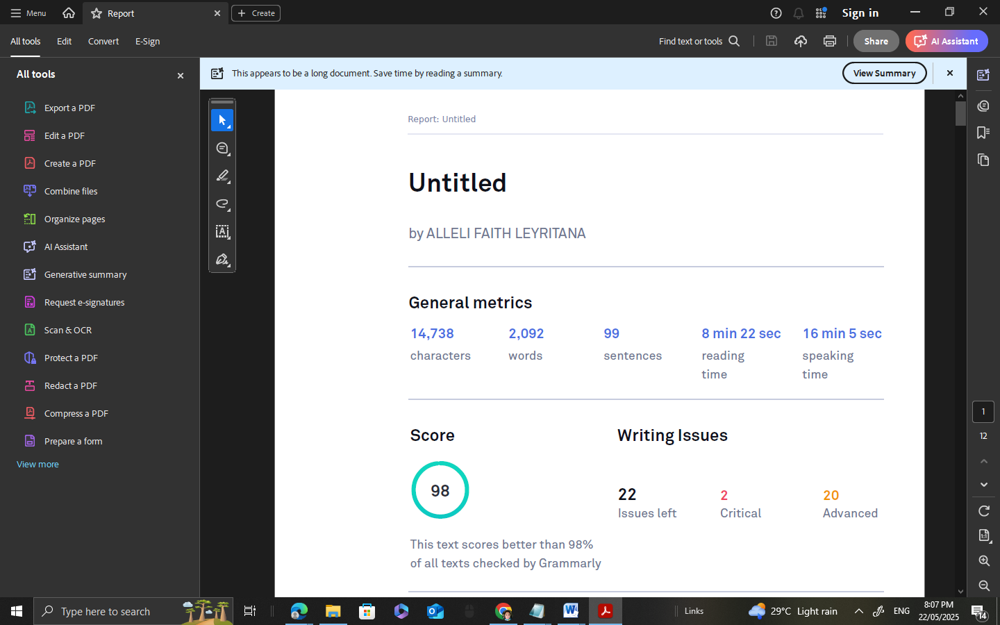 Menu
Report
Create
Sign in
All tools
Edit
Convert
E-Sign
Find text or tools
Share
AI Assistant
All tools
This appears to be a long document. Save time by reading a summary.
View Summary
Export a PDF
Edit a PDF
Create a PDF
Combine files
Organize pages
AI Assistant
Generative summary
Request e-signatures
Scan & OCR
Protect a PDF
Redact a PDF
Compress a PDF
Prepare a form
View more
Report: Untitled
Untitled
by ALLELI FAITH LEYRITANA
General metrics
14,738
characters
2,092
words
99
sentences
8 min 22 sec
reading
time
16 min 5 sec
speaking
time
Score
98
This text scores better than 98%
of all texts checked by Grammarly
Writing Issues
22
Issues left
2
Critical
20
Advanced
1
12
1:1
Type here to search
Links
29°C Light rain
ENG
8:07 PM
22/05/2025
14